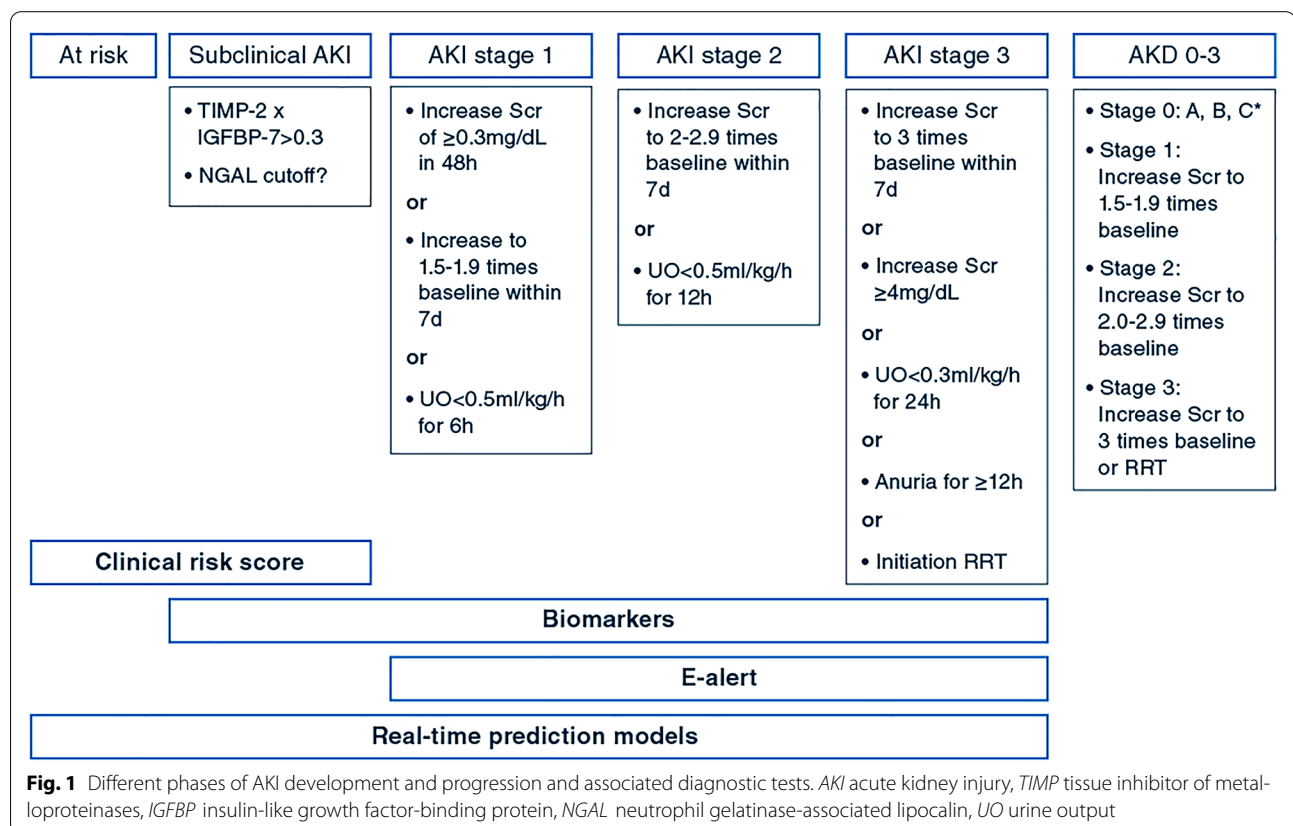 At risk
Subclinical AKI
• TIMP-2 x
IGFBP-7>0.3
• NGAL cutoff?
AKI stage 1
• Increase Scr
of ≥0.3mg/dL
in 48h
or
• Increase to
1.5-1.9 times
baseline within
7d
or
• UO<0.5ml/kg/h
for 6h
AKI stage 2
• Increase Scr
to 2-2.9 times
baseline within
7d
or
• UO<0.5ml/kg/h
for 12h
AKI stage 3
• Increase Scr
to 3 times
baseline within
7d
or
• Increase Scr
≥4mg/dL
or
• UO<0.3ml/kg/h
for 24h
or
• Anuria for ≥12h
or
• Initiation RRT
AKD 0-3
• Stage 0: A, B, C*
• Stage 1:
Increase Scr to
1.5-1.9 times
baseline
• Stage 2:
Increase Scr to
2.0-2.9 times
baseline
• Stage 3:
Increase Scr to
3 times baseline
or RRT
Clinical risk score
Biomarkers
E-alert
Real-time prediction models
Fig. 1 Different phases of AKI development and progression and associated diagnostic tests. AKI acute kidney injury, TIMP tissue inhibitor of metal-
loproteinases, IGFBP insulin-like growth factor-binding protein, NGAL neutrophil gelatinase-associated lipocalin, UO urine output